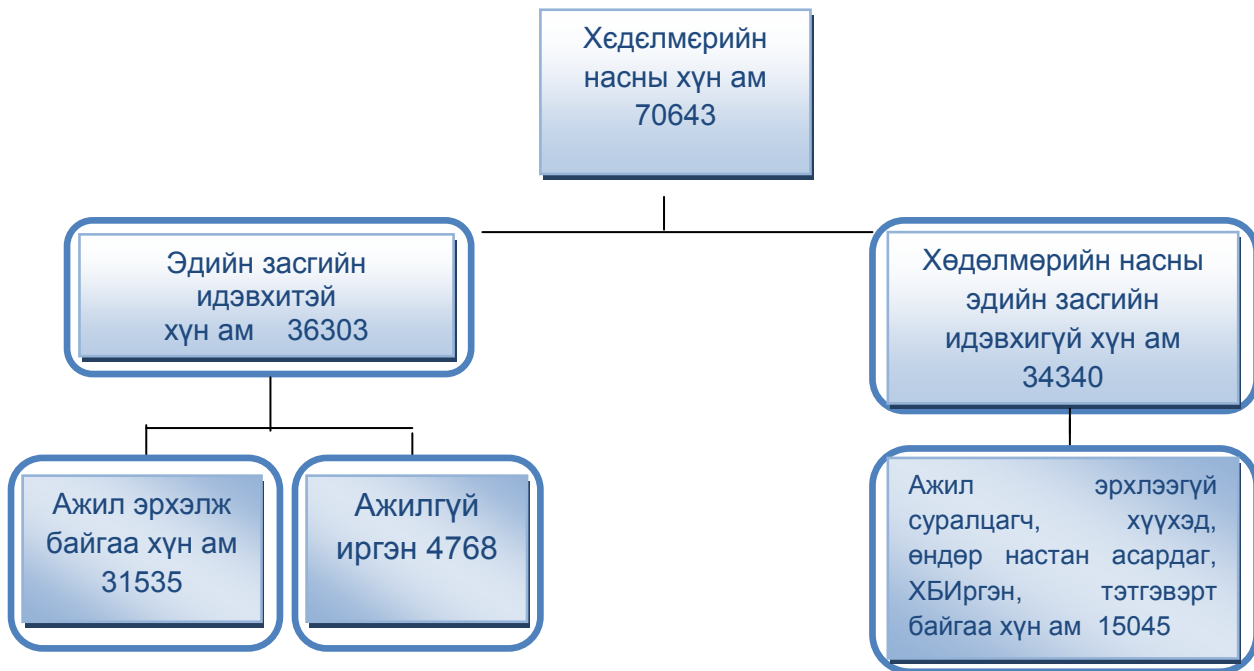 Хєдєлмєрийн
насны хүн ам
70643
Эдийн засгийн
идэвхитэй
хүн ам 36303
Хөдөлмөрийн насны
эдийн засгийн
идэвхигүй хүн ам
34340
Ажил эрхэлж
байгаа хүн ам
31535
Ажилгүй
иргэн 4768
Ажил эрхлээгүй
суралцагч, хүүхэд,
өндөр настан асардаг,
ХБИргэн, тэтгэвэрт
байгаа хүн ам 15045